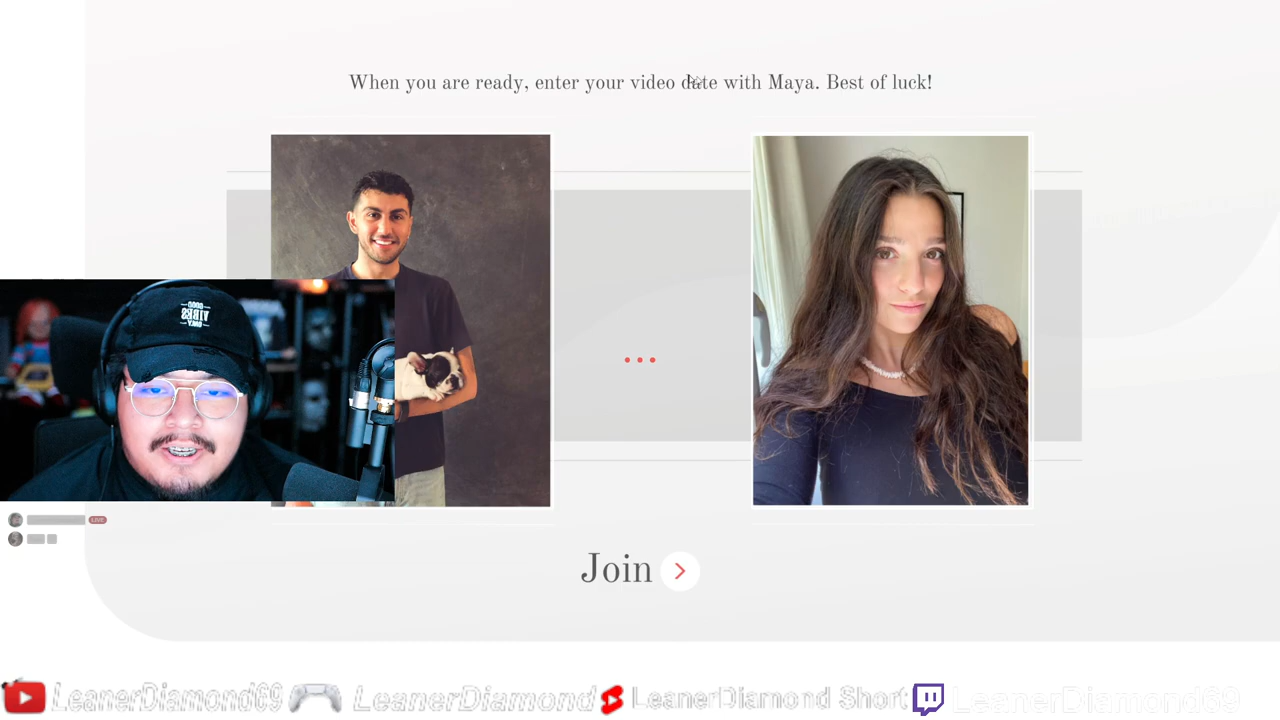 When you are ready, enter your video date with Maya. Best of luck!
LIVE
Join
LeanerDiamond69
LeanerDiamond
LeanerDiamond Short
LeanerDiamond69